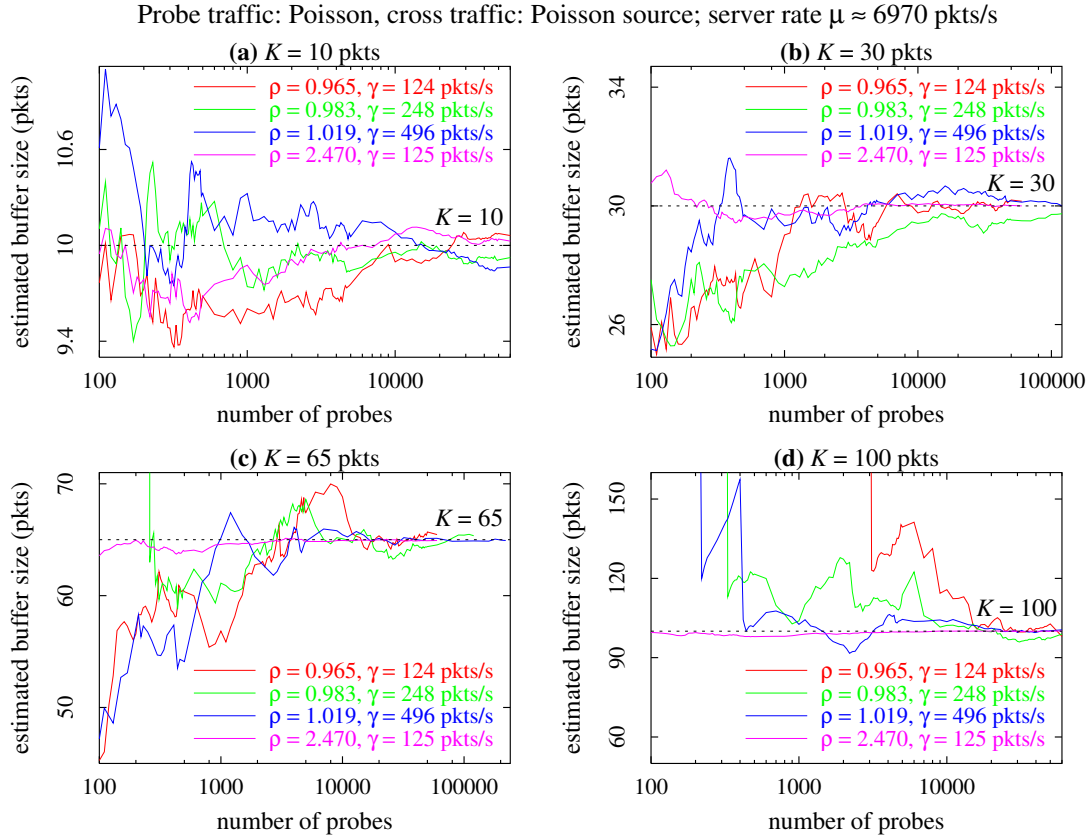 Probe traffic: Poisson, cross traffic: Poisson source; server rate μ ≈ 6970 pkts/s
(a) K = 10 pkts
estimated buffer size (pkts)
10.6
10
9.4
ρ = 0.965, γ = 124 pkts/s
ρ = 0.983, γ = 248 pkts/s
ρ = 1.019, γ = 496 pkts/s
ρ = 2.470, γ = 125 pkts/s
K = 10
100 1000 10000
number of probes
(b) K = 30 pkts
estimated buffer size (pkts)
34
30
26
ρ = 0.965, γ = 124 pkts/s
ρ = 0.983, γ = 248 pkts/s
ρ = 1.019, γ = 496 pkts/s
ρ = 2.470, γ = 125 pkts/s
K = 30
100 1000 10000 100000
number of probes
(c) K = 65 pkts
estimated buffer size (pkts)
70
60
50
K = 65
ρ = 0.965, γ = 124 pkts/s
ρ = 0.983, γ = 248 pkts/s
ρ = 1.019, γ = 496 pkts/s
ρ = 2.470, γ = 125 pkts/s
100 1000 10000 100000
number of probes
(d) K = 100 pkts
estimated buffer size (pkts)
150
120
90
60
K = 100
ρ = 0.965, γ = 124 pkts/s
ρ = 0.983, γ = 248 pkts/s
ρ = 1.019, γ = 496 pkts/s
ρ = 2.470, γ = 125 pkts/s
100 1000 10000
number of probes